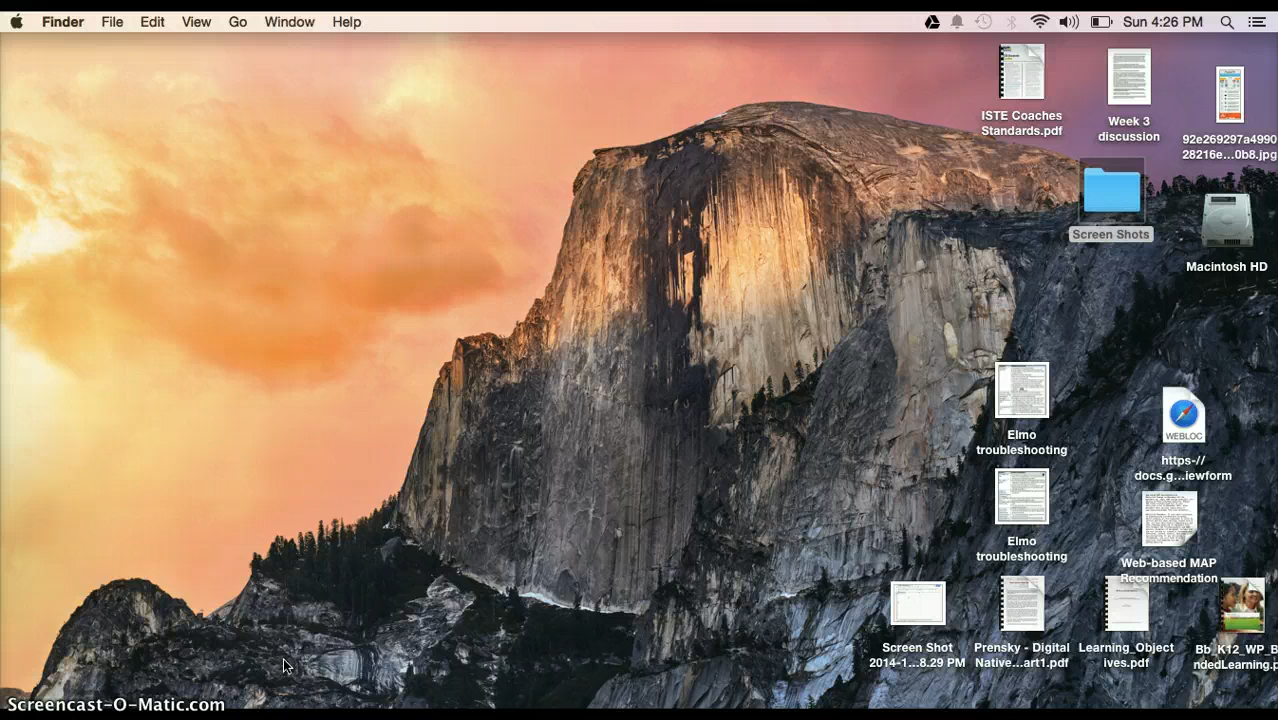 Finder File Edit View Go Window Help Sun 4:26 PM
ISTE Coaches
Standards.pdf
Week 3
discussion
92e269297a4990
28216e...0b8.jpg
Screen Shots
Macintosh HD
Elmo
troubleshooting
WEBLOC
https-//
docs.g...iewform
Elmo
troubleshooting
Web-based MAP
Recommendation
Screen Shot
2014-1...8.29 PM
Prensky - Digital
Native...art1.pdf
Learning_Object
ives.pdf
Bb_K12_WP_B
ndedLearning.p
Screencast-O-Matic.com